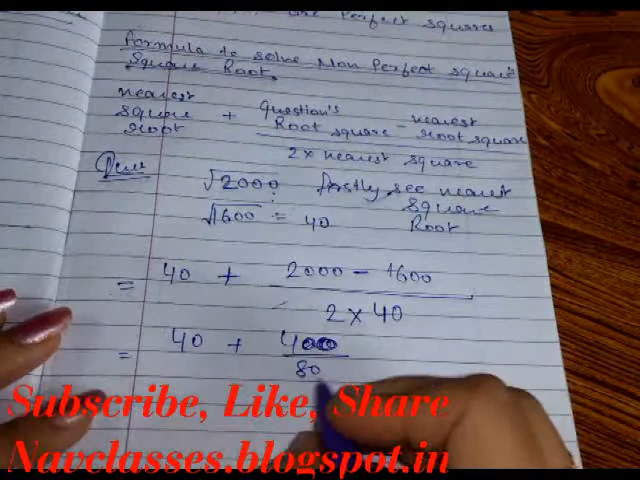 are Perfect squares
Formula to solve Non Perfect square
Square Root.
nearest square root + Question's Root square - nearest root square
2 x nearest square
√2000 firstly see nearest
square
√1600 = 40 Root
= 40 + 2000 - 1600
2 x 40
= 40 + 400
80
Subscribe, Like, Share
Navclasses.blogspot.in